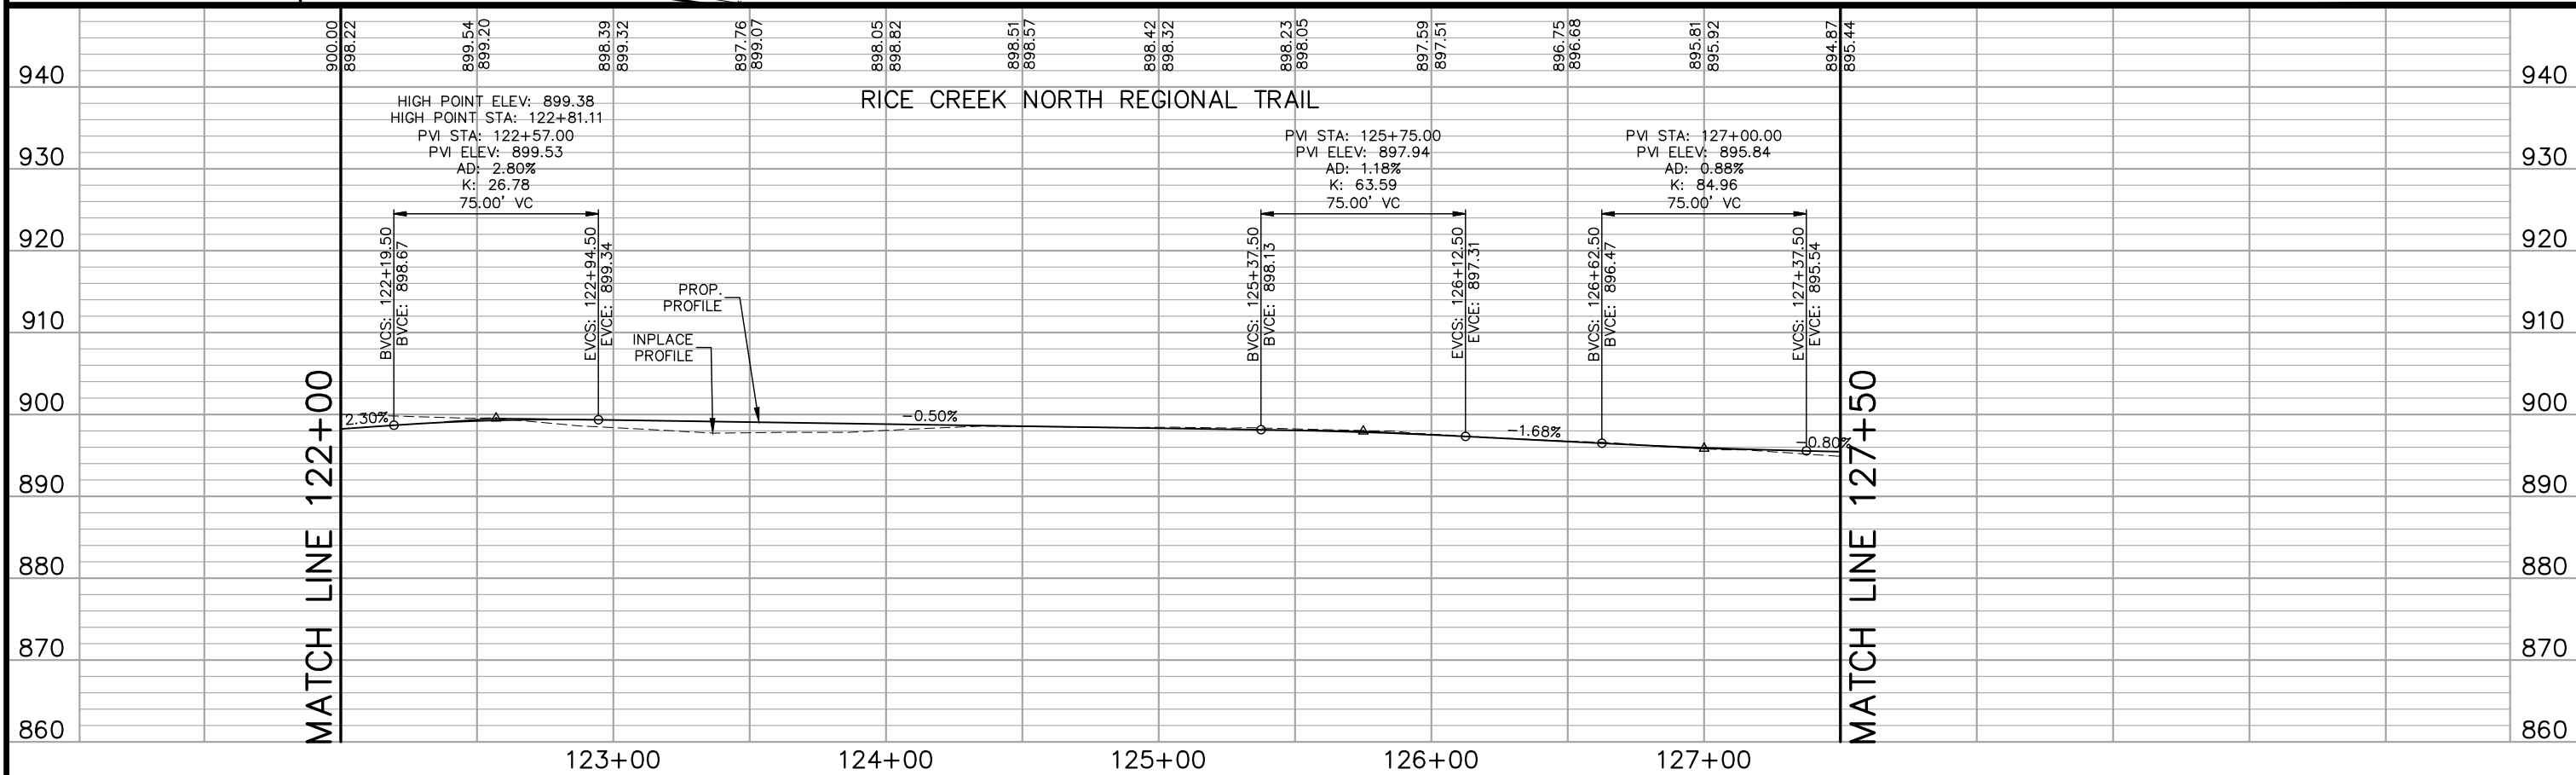 900.00
898.22
899.54
899.20
898.39
899.32
897.76
899.07
898.05
898.82
898.51
898.57
898.42
898.32
898.23
898.05
897.59
897.51
896.75
896.68
895.81
895.92
894.87
895.44
RICE CREEK NORTH REGIONAL TRAIL
HIGH POINT ELEV: 899.38
HIGH POINT STA: 122+81.11
PVI STA: 122+57.00
PVI ELEV: 899.53
AD: 2.80%
K: 26.78
75.00' VC
BVCS: 122+19.50
BVCE: 898.67
EVCS: 122+94.50
EVCE: 899.34
PVI STA: 125+75.00
PVI ELEV: 897.94
AD: 1.18%
K: 63.59
75.00' VC
BVCS: 125+37.50
BVCE: 898.13
EVCS: 126+12.50
EVCE: 897.31
PVI STA: 127+00.00
PVI ELEV: 895.84
AD: 0.88%
K: 84.96
75.00' VC
BVCS: 126+62.50
BVCE: 896.47
EVCS: 127+37.50
EVCE: 895.54
PROP.
PROFILE
INPLACE
PROFILE
2.30%
-0.50%
-1.68%
-0.80%
MATCH LINE 122+00
MATCH LINE 127+50
940
930
920
910
900
890
880
870
860
940
930
920
910
900
890
880
870
860
123+00
124+00
125+00
126+00
127+00